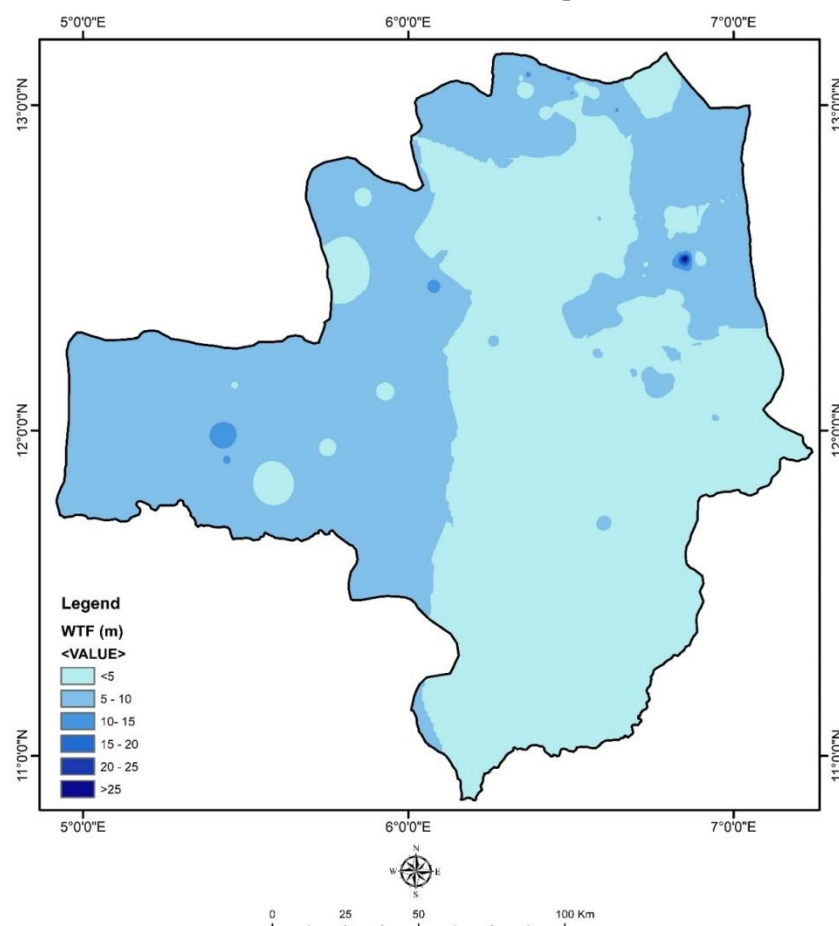 5°0'0"E 6°0'0"E 7°0'0"E
13°0'0"N 13°0'0"N
12°0'0"N 12°0'0"N
Legend
WTF (m)
<VALUE>
<5
5 - 10
10- 15
15 - 20
20 - 25
>25
11°0'0"N 11°0'0"N
5°0'0"E 6°0'0"E 7°0'0"E
N
W E
S
0 25 50 100 Km